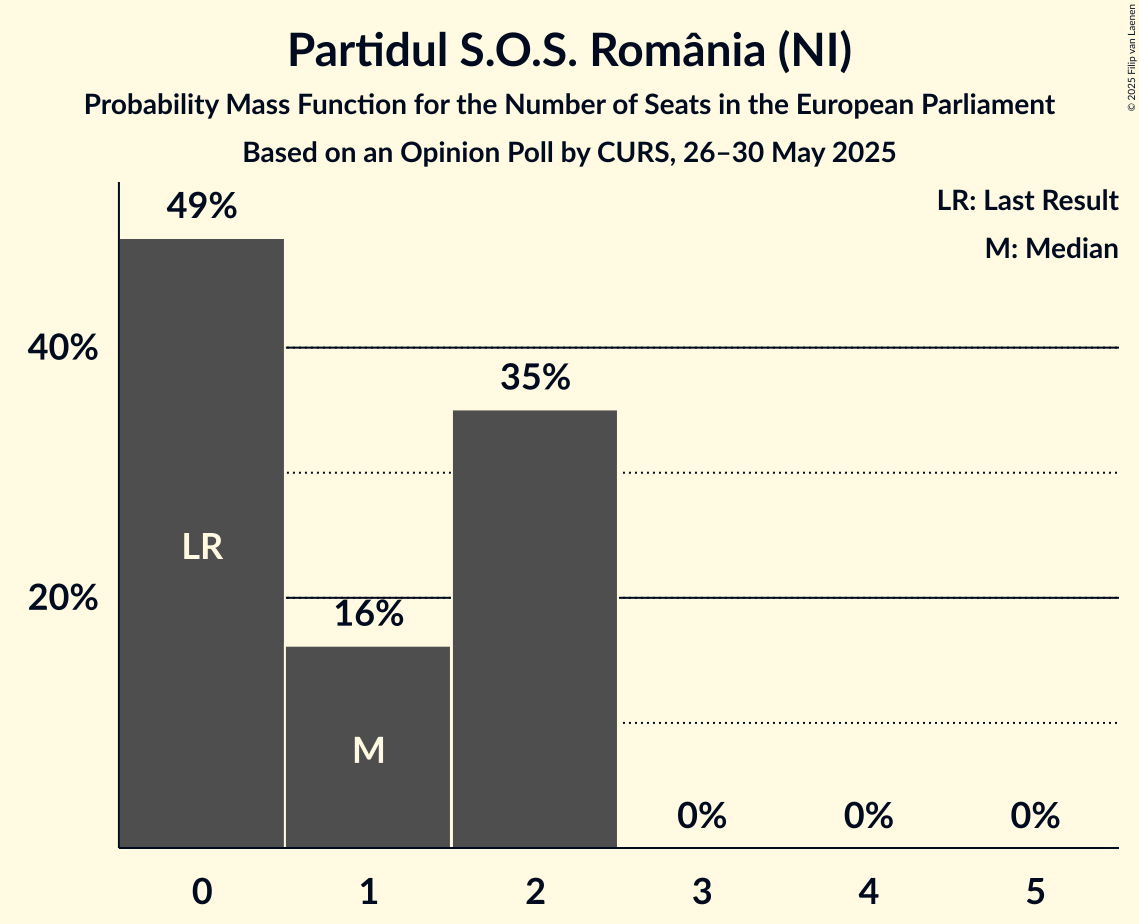 Partidul S.O.S. România (NI)
Probability Mass Function for the Number of Seats in the European Parliament
Based on an Opinion Poll by CURS, 26–30 May 2025
© 2025 Filip van Laenen
LR: Last Result
M: Median
49%
40%
35%
LR
20%
16%
M
0% 0% 0%
0 1 2 3 4 5